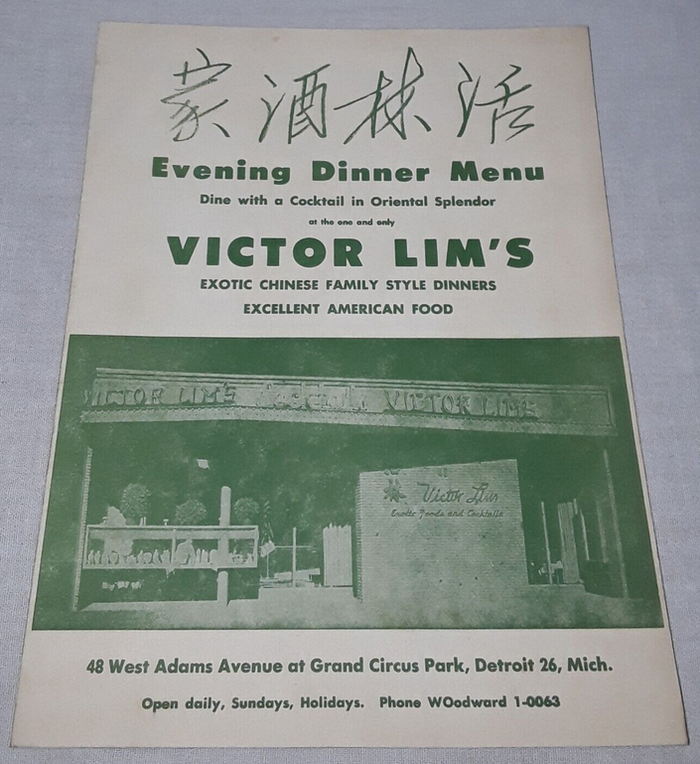 活林酒家
Evening Dinner Menu
Dine with a Cocktail in Oriental Splendor
at the one and only
VICTOR LIM'S
EXOTIC CHINESE FAMILY STYLE DINNERS
EXCELLENT AMERICAN FOOD
VICTOR LIM'S VICTOR LIM'S
Victor Lim
Exotic Foods and Cocktails
48 West Adams Avenue at Grand Circus Park, Detroit 26, Mich.
Open daily, Sundays, Holidays. Phone WOodward 1-0063